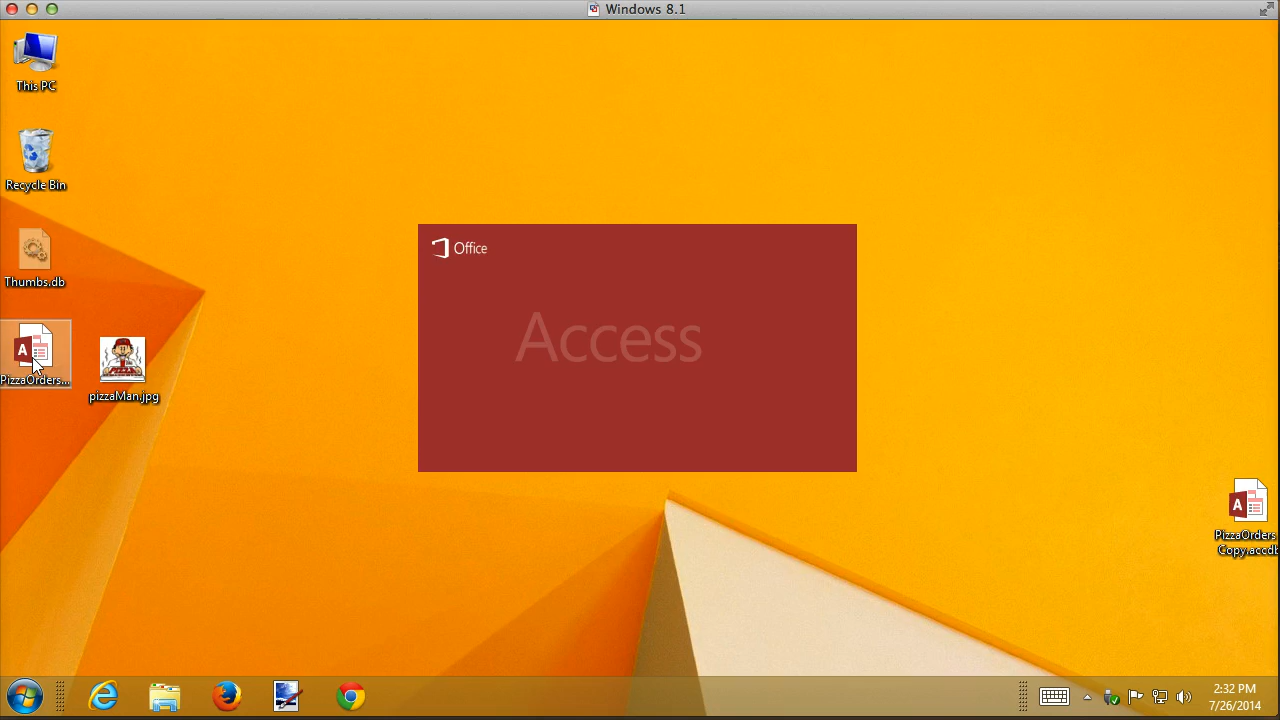 Windows 8.1
This PC
Recycle Bin
Thumbs.db
PizzaOrders...
pizzaMan.jpg
Office
Access
PizzaOrders
Copy.accdb
2:32 PM
7/26/2014